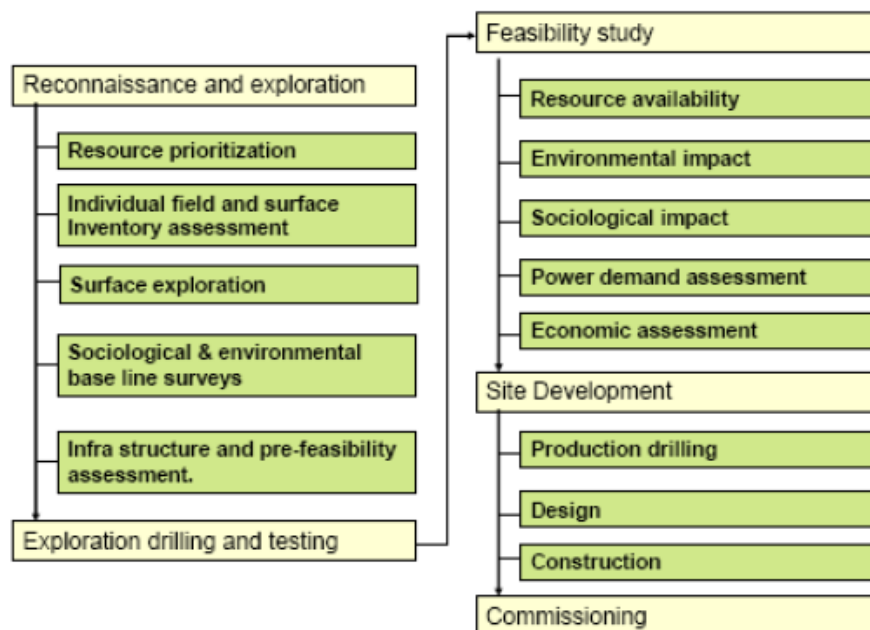 Reconnaissance and exploration
Resource prioritization
Individual field and surface
Inventory assessment
Surface exploration
Sociological & environmental
base line surveys
Infra structure and pre-feasibility
assessment.
Exploration drilling and testing
Feasibility study
Resource availability
Environmental impact
Sociological impact
Power demand assessment
Economic assessment
Site Development
Production drilling
Design
Construction
Commissioning